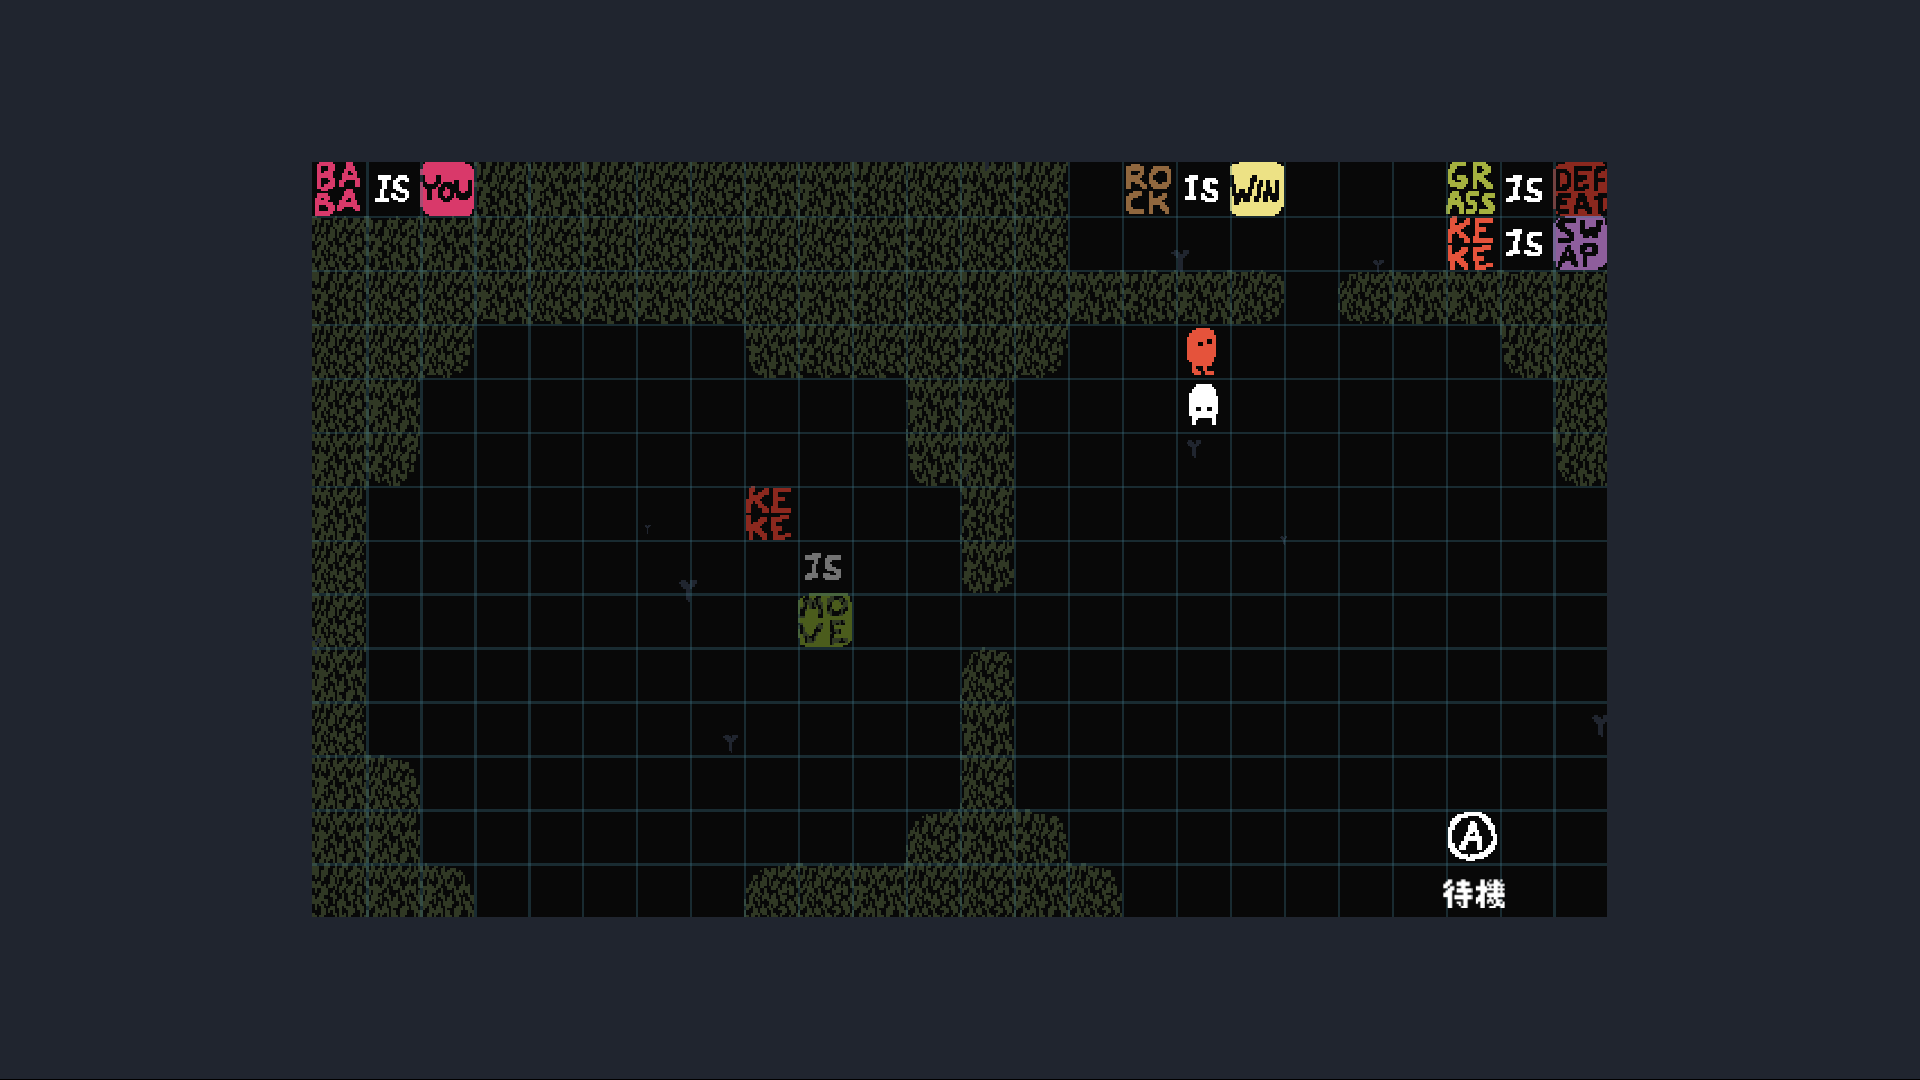 BABA IS YOU ROCK IS WIN GRASS IS DEFEAT
KEKE IS SWAP
KEKE
IS
MOVE
A
待機